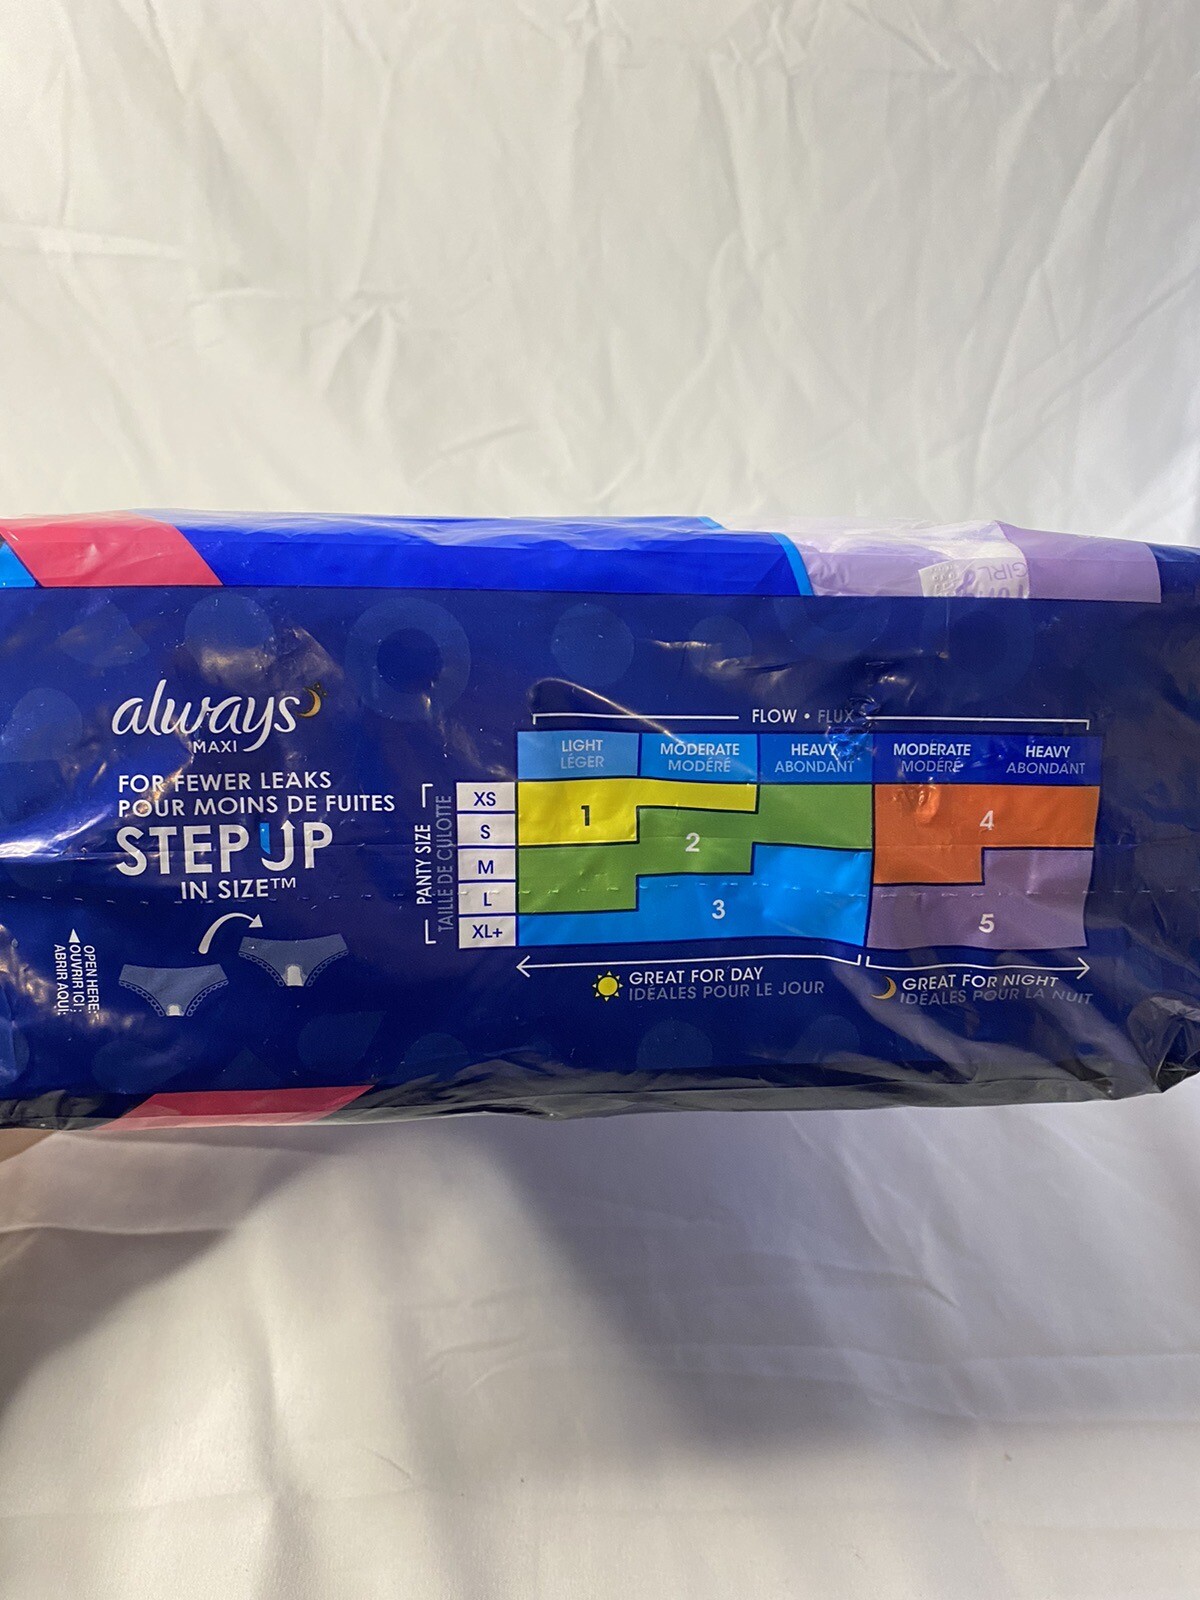 GIRL
always
MAXI
FOR FEWER LEAKS
POUR MOINS DE FUITES
STEP UP
IN SIZE™
OPEN HERE:
OUVRIR ICI :
ABRIR AQUÍ:
FLOW • FLUX
LIGHT
LÉGER
MODERATE
MODÉRÉ
HEAVY
ABONDANT
MODERATE
MODÉRÉ
HEAVY
ABONDANT
PANTY SIZE
TAILLE DE CULOTTE
XS
S
M
L
XL+
1
2
3
4
5
GREAT FOR DAY
IDÉALES POUR LE JOUR
GREAT FOR NIGHT
IDÉALES POUR LA NUIT